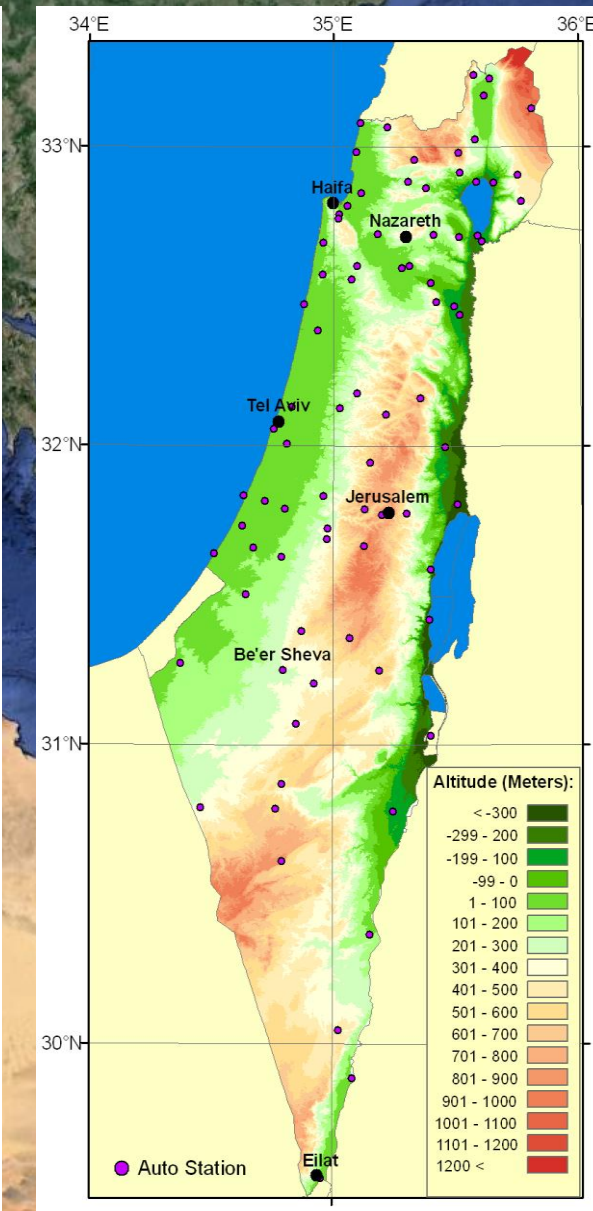 34°E 35°E 36°E
33°N
Haifa
Nazareth
Tel Aviv
32°N
Jerusalem
Be'er Sheva
31°N
Altitude (Meters):
< -300
-299 - 200
-199 - 100
-99 - 0
1 - 100
101 - 200
201 - 300
301 - 400
401 - 500
501 - 600
601 - 700
701 - 800
801 - 900
901 - 1000
1001 - 1100
1101 - 1200
1200 <
30°N
Eilat
Auto Station